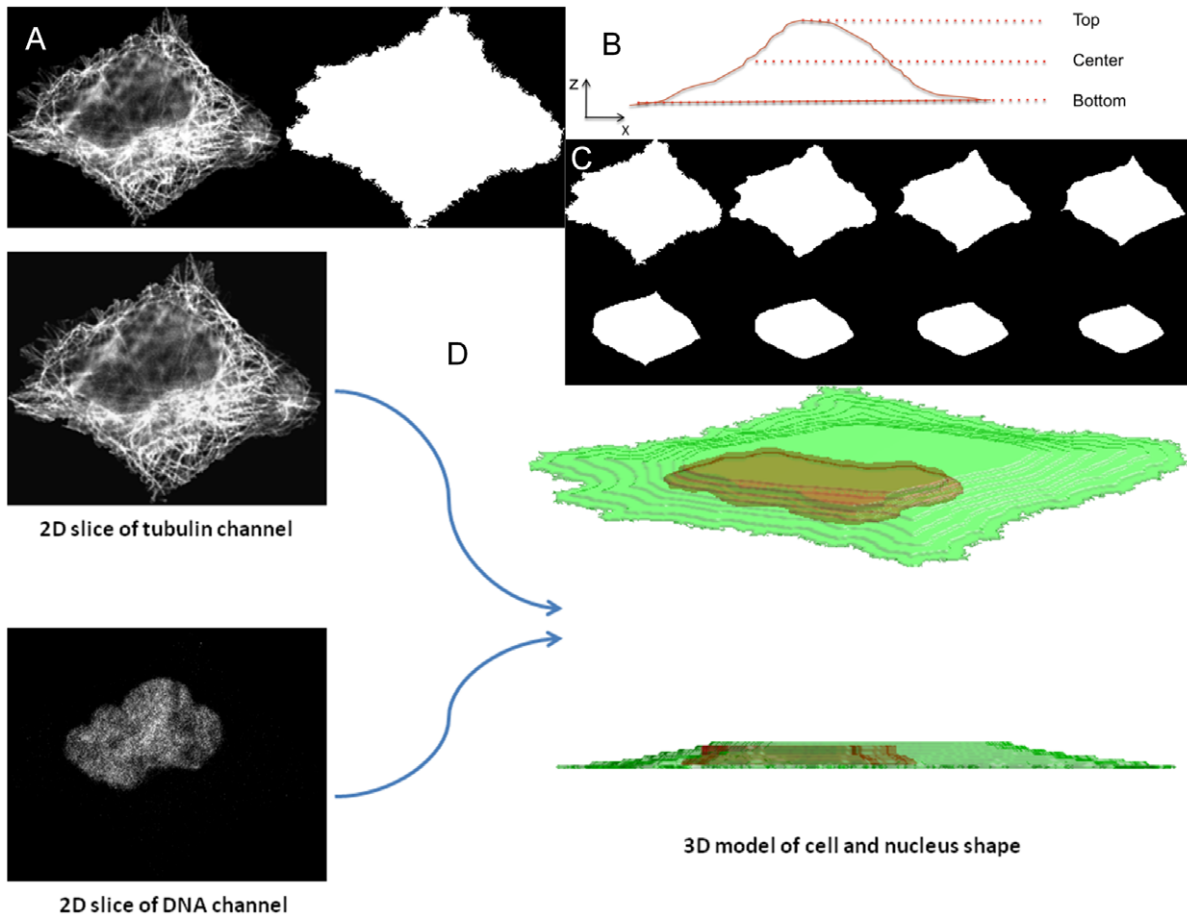 A
B
Top
Center
Bottom
Z
X
C
D
2D slice of tubulin channel
2D slice of DNA channel
3D model of cell and nucleus shape